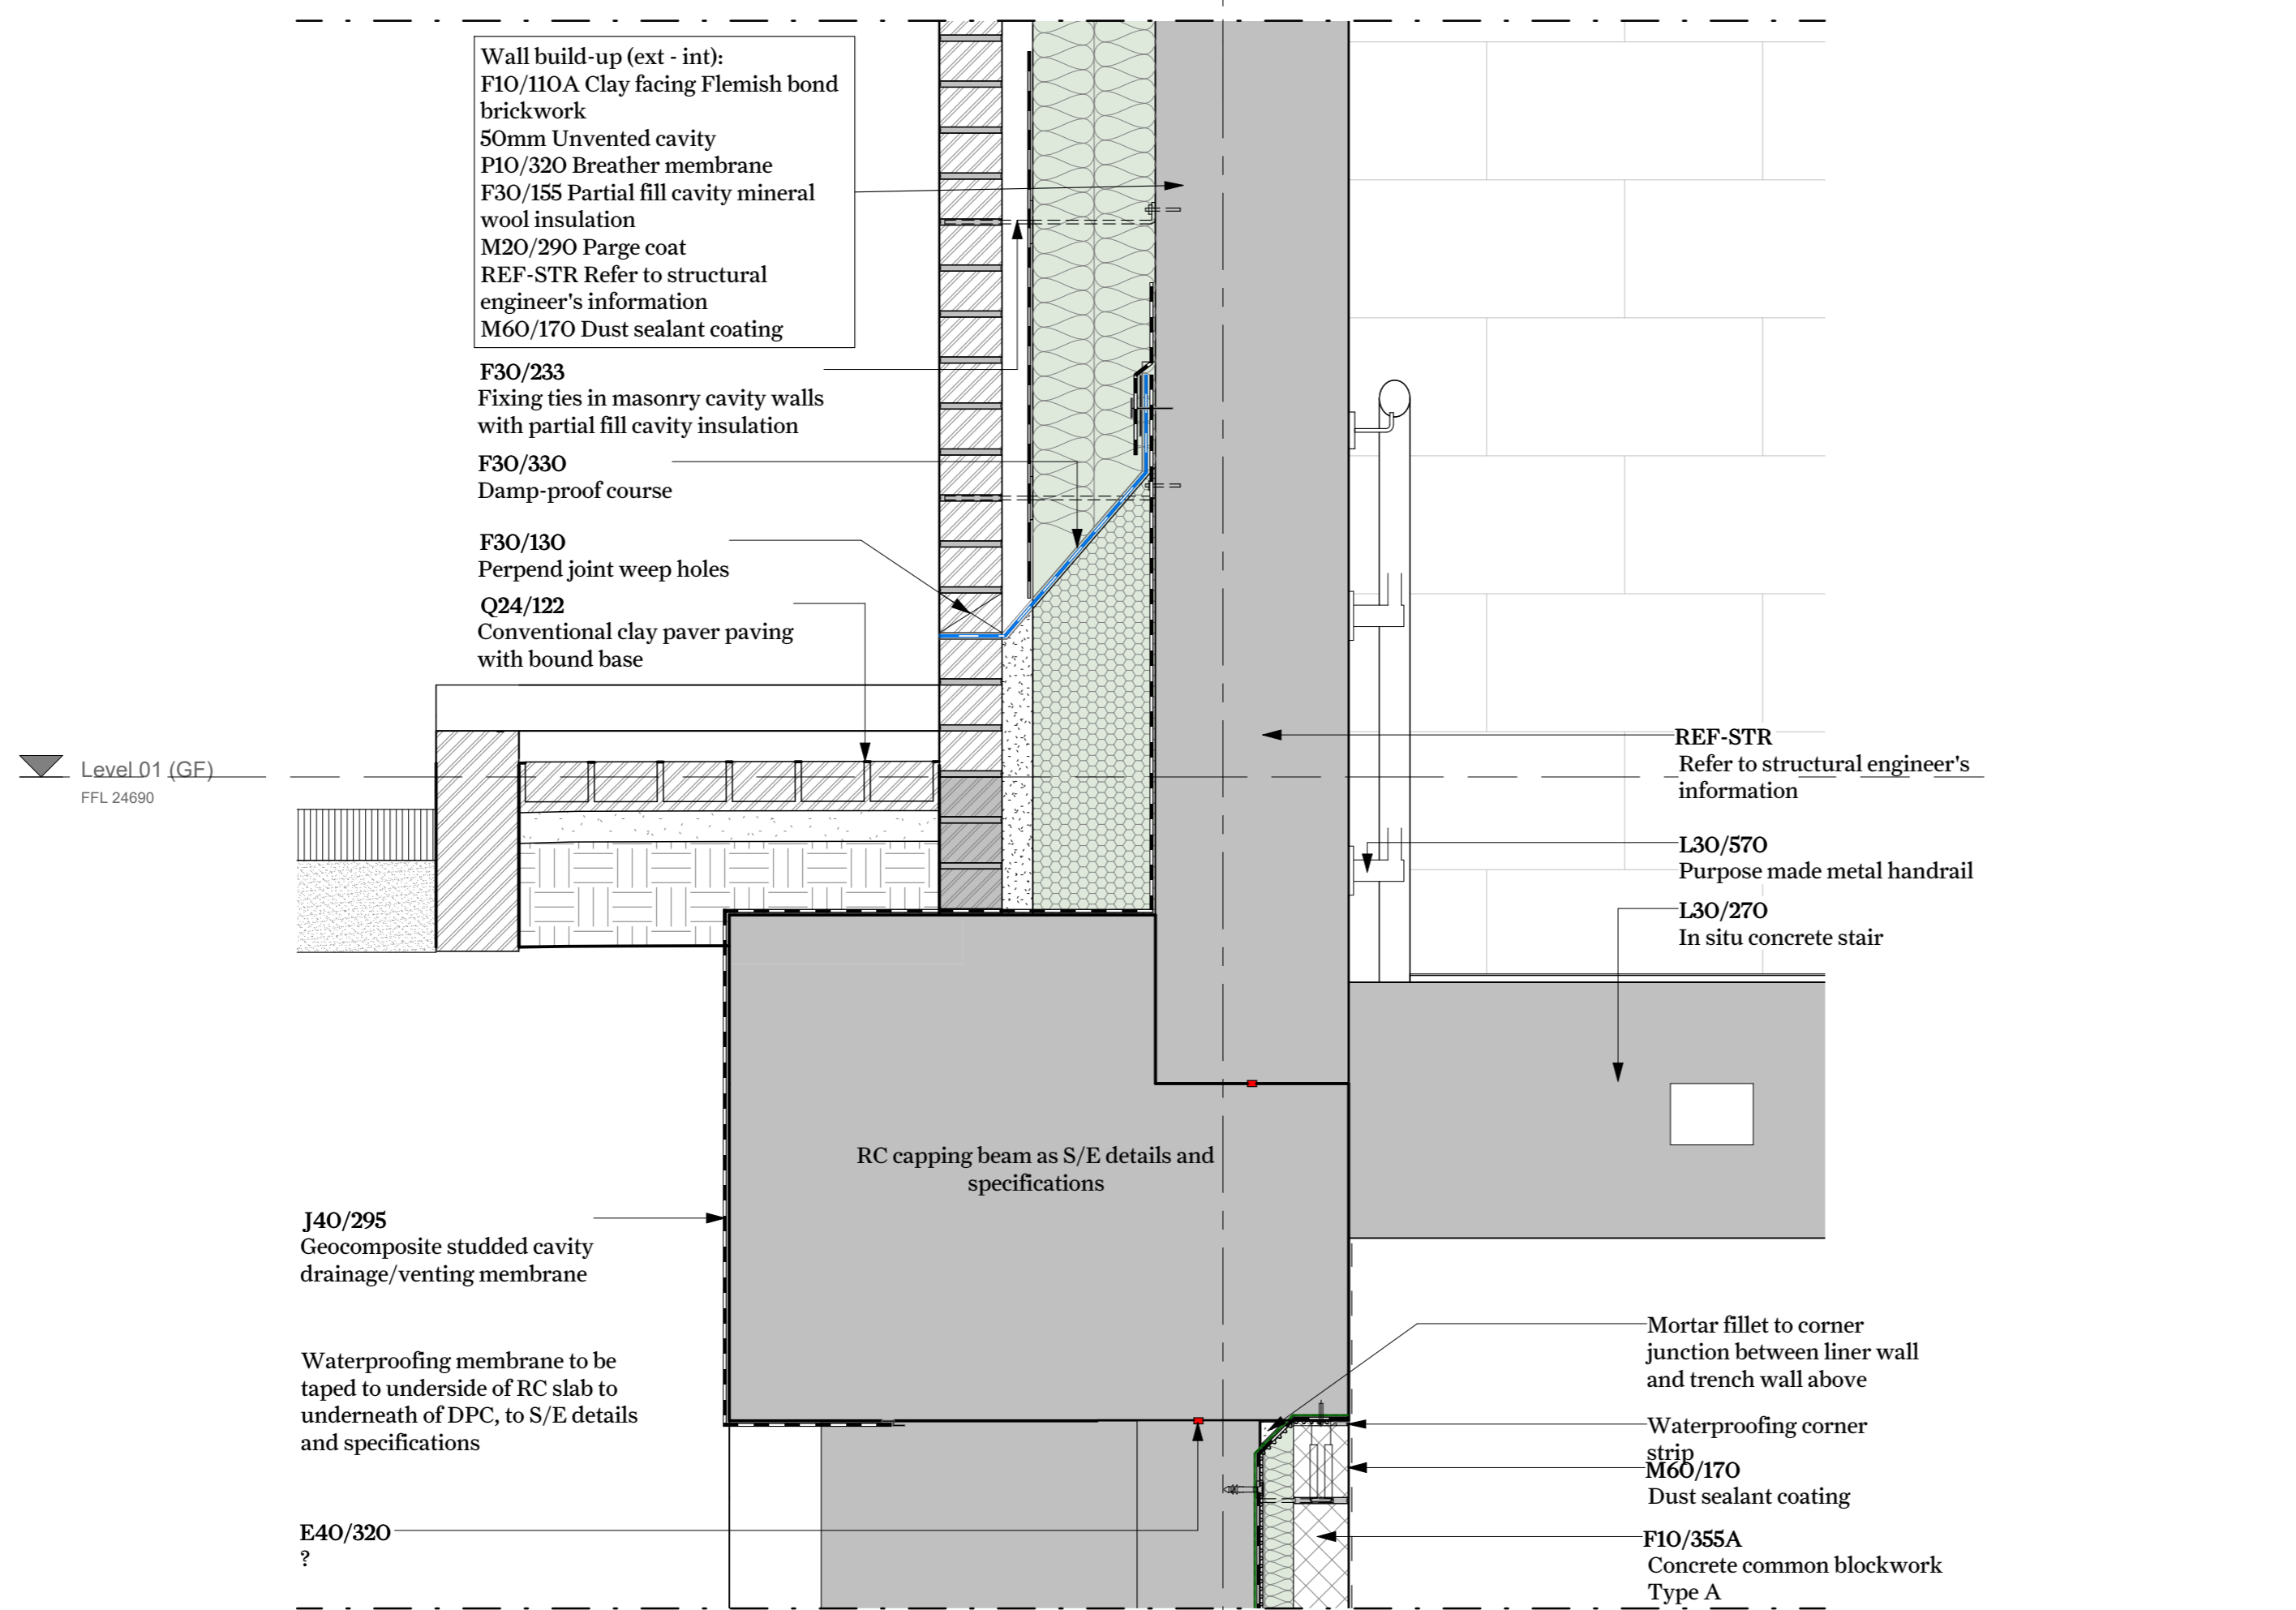 Wall build-up (ext - int):
F10/110A Clay facing Flemish bond
brickwork
50mm Unvented cavity
P10/320 Breather membrane
F30/155 Partial fill cavity mineral
wool insulation
M20/290 Parge coat
REF-STR Refer to structural
engineer's information
M60/170 Dust sealant coating
F30/233
Fixing ties in masonry cavity walls
with partial fill cavity insulation
F30/330
Damp-proof course
F30/130
Perpend joint weep holes
Q24/122
Conventional clay paver paving
with bound base
Level 01 (GF)
FFL 24690
REF-STR
Refer to structural engineer's
information
L30/570
Purpose made metal handrail
L30/270
In situ concrete stair
RC capping beam as S/E details and
specifications
J40/295
Geocomposite studded cavity
drainage/venting membrane
Waterproofing membrane to be
taped to underside of RC slab to
underneath of DPC, to S/E details
and specifications
E40/320
?
Mortar fillet to corner
junction between liner wall
and trench wall above
Waterproofing corner
strip
M60/170
Dust sealant coating
F10/355A
Concrete common blockwork
Type A